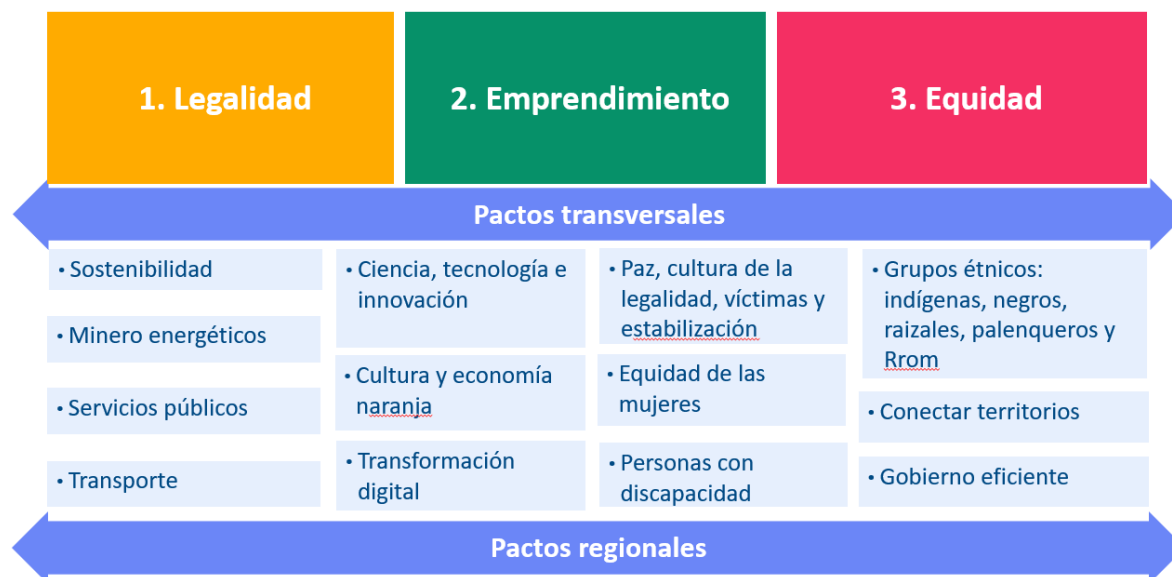 1. Legalidad
2. Emprendimiento
3. Equidad
Pactos transversales
• Sostenibilidad
• Minero energéticos
• Servicios públicos
• Transporte
• Ciencia, tecnología e
innovación
• Cultura y economía
naranja
• Transformación
digital
• Paz, cultura de la
legalidad, víctimas y
estabilización
• Equidad de las
mujeres
• Personas con
discapacidad
• Grupos étnicos:
indígenas, negros,
raizales, palenqueros y
Rrom
• Conectar territorios
• Gobierno eficiente
Pactos regionales